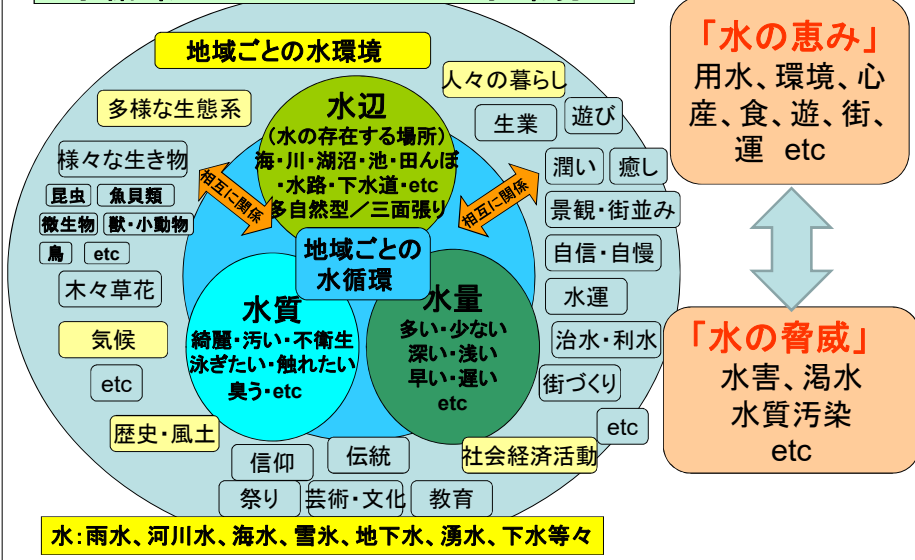 地域ごとの水環境
多様な生態系
人々の暮らし
水辺
(水の存在する場所)
海・川・湖沼・池・田んぼ
・水路・下水道・etc
多自然型／三面張り
生業
遊び
様々な生き物
昆虫
魚貝類
微生物
獣・小動物
鳥
etc
木々草花
気候
etc
相互に関係
相互に関係
潤い
癒し
景観・街並み
自信・自慢
水運
治水・利水
街づくり
etc
地域ごとの
水循環
水質
綺麗・汚い・不衛生
泳ぎたい・触れたい
臭う・etc
水量
多い・少ない
深い・浅い
早い・遅い
etc
歴史・風土
信仰
伝統
社会経済活動
祭り
芸術・文化
教育
水：雨水、河川水、海水、雪氷、地下水、湧水、下水等々
「水の恵み」
用水、環境、心
産、食、遊、街、
運 etc
「水の脅威」
水害、渇水
水質汚染
etc